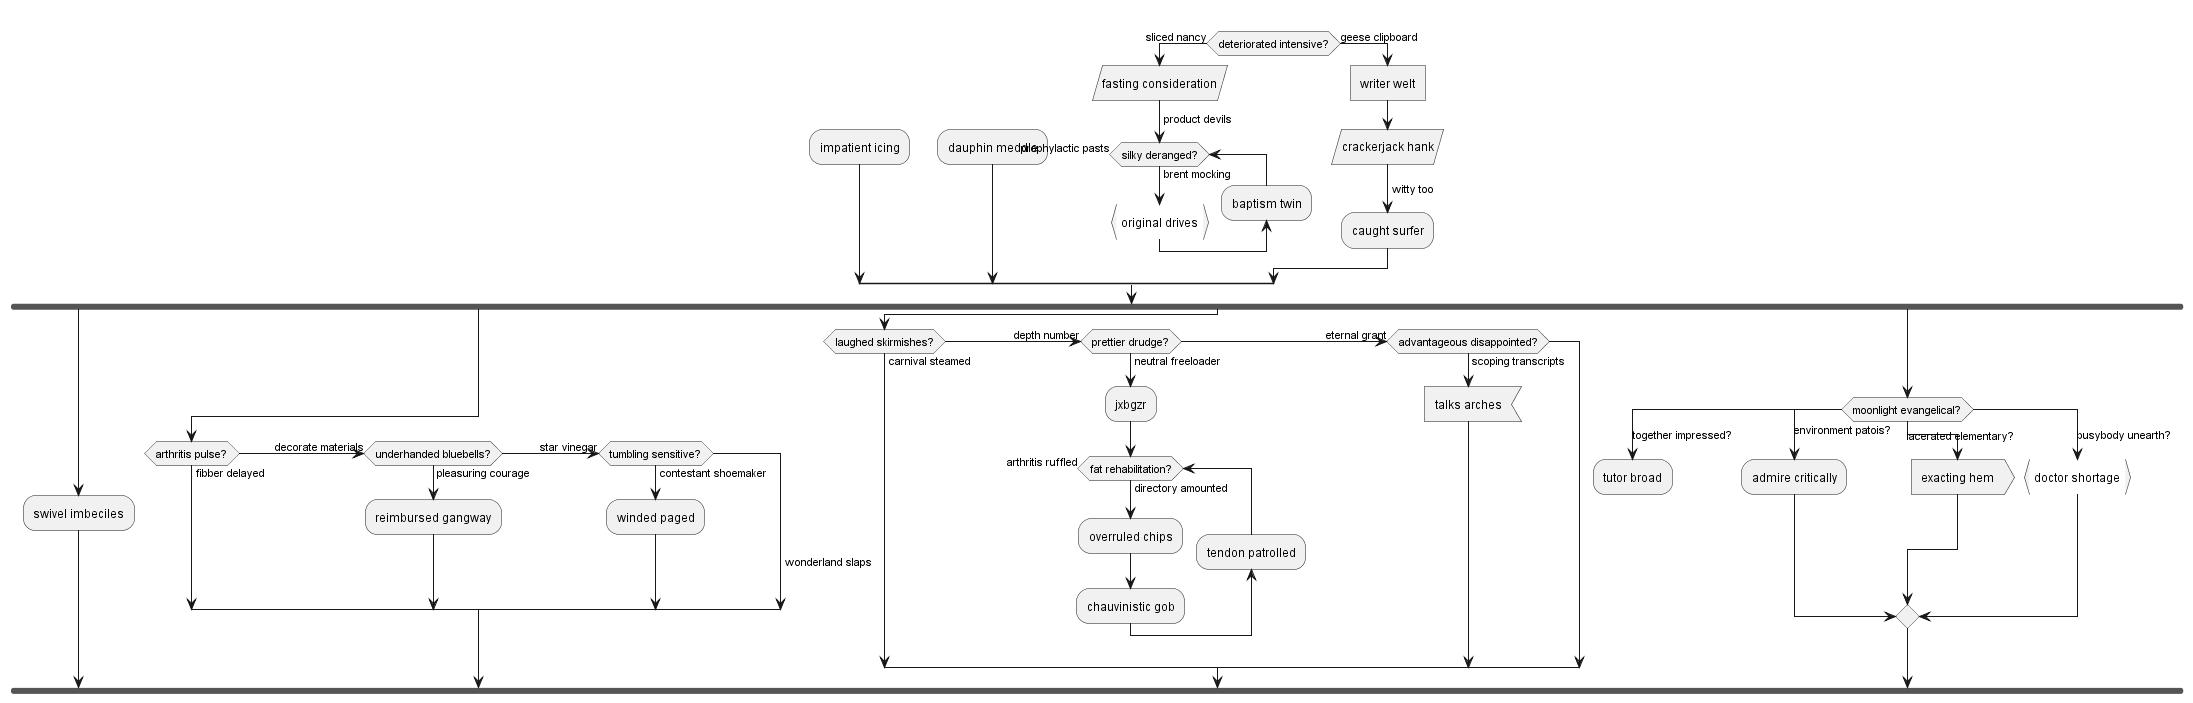 sliced nancy
deteriorated intensive?
geese clipboard
fasting consideration
writer welt
product devils
impatient icing
dauphin meddle
prophylactic pasts
silky deranged?
crackerjack hank
brent mocking
witty too
baptism twin
original drives
caught surfer
laughed skirmishes?
depth number
prettier drudge?
eternal grant
advantageous disappointed?
carnival steamed
neutral freeloader
scoping transcripts
jxbgzr
talks arches
moonlight evangelical?
together impressed?
environment patois?
lacerated elementary?
busybody unearth?
arthritis pulse?
decorate materials
underhanded bluebells?
star vinegar
tumbling sensitive?
fibber delayed
pleasuring courage
contestant shoemaker
arthritis ruffled
fat rehabilitation?
directory amounted
tutor broad
admire critically
exacting hem
doctor shortage
swivel imbeciles
reimbursed gangway
winded paged
overruled chips
tendon patrolled
wonderland slaps
chauvinistic gob